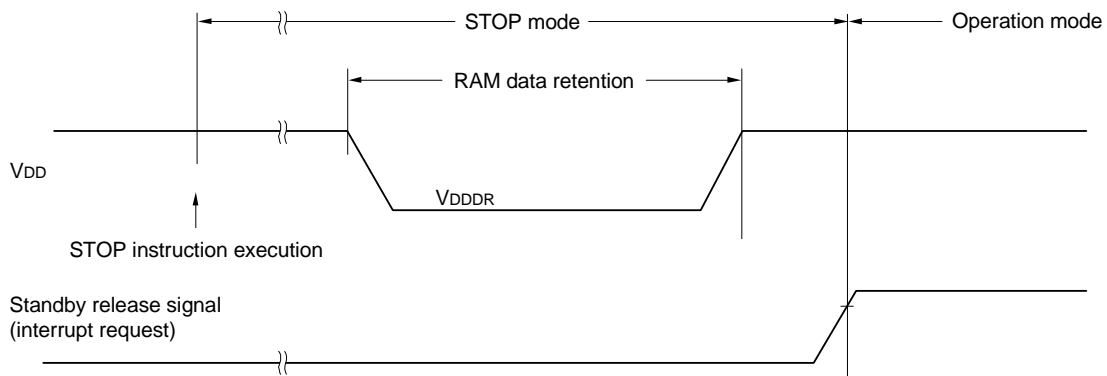 STOP mode
Operation mode
RAM data retention
VDD
VDDDR
STOP instruction execution
Standby release signal
(interrupt request)